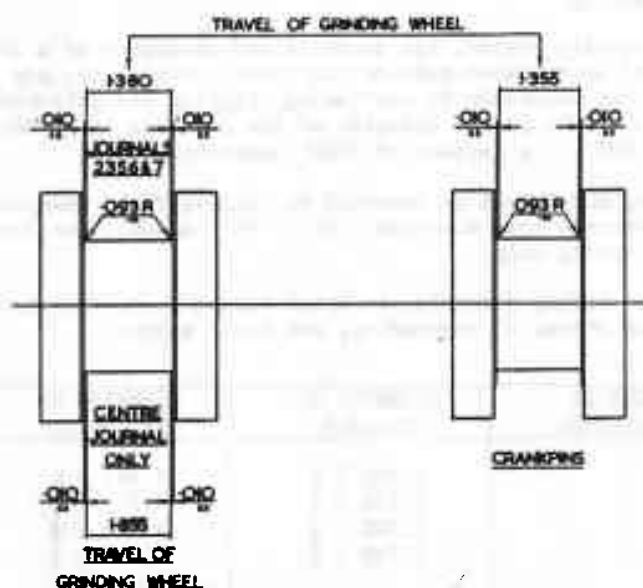 TRAVEL OF GRINDING WHEEL
1·380
1·355
·010
·010
·010
·010
JOURNALS
2356&7
·093 R
·093 R
CENTRE
JOURNAL
ONLY
CRANKPINS
·010
·010
1·855
TRAVEL OF
GRINDING WHEEL